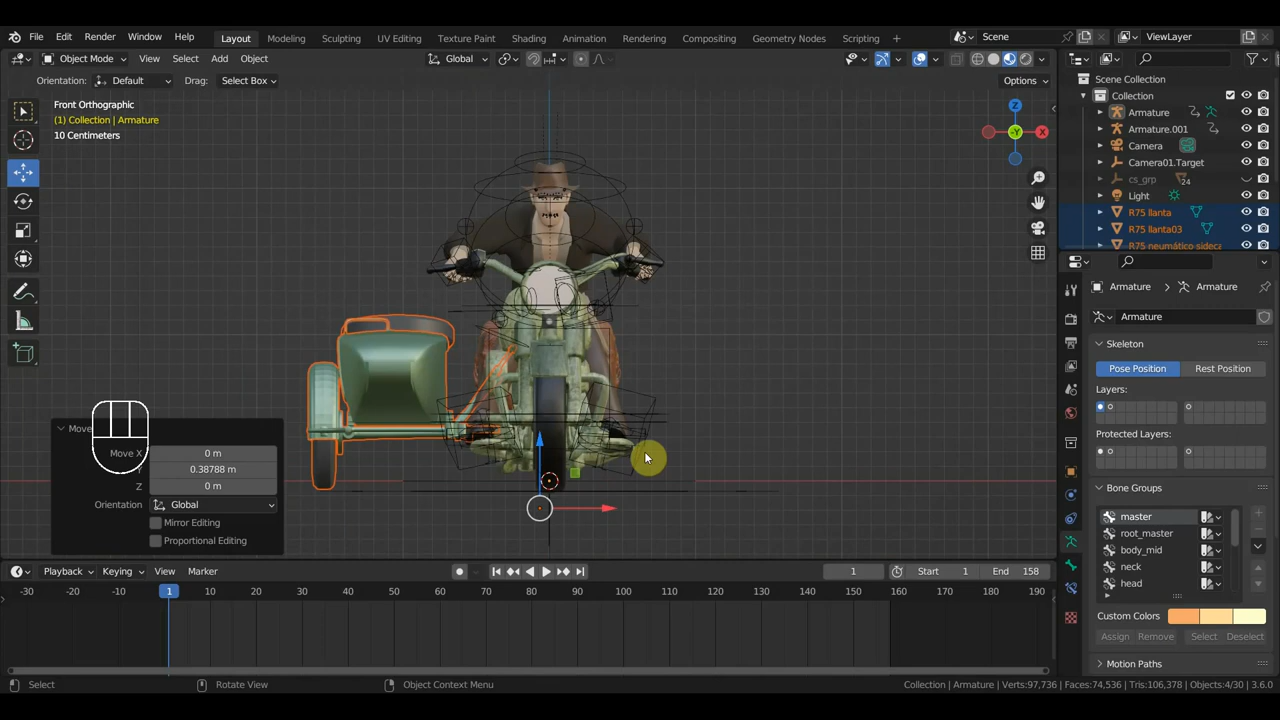 File Edit Render Window Help Layout Modeling Sculpting UV Editing Texture Paint Shading Animation Rendering Compositing Geometry Nodes Scripting + Scene ViewLayer
Object Mode View Select Add Object Global Options
Orientation: Default Drag: Select Box
Front Orthographic
(1) Collection | Armature
10 Centimeters
Z
X
-Y
Move
Move X 0 m
0.38788 m
Z 0 m
Orientation Global
Mirror Editing
Proportional Editing
Scene Collection
Collection
Armature
Armature.001
Camera
Camera01.Target
cs_grp 24
Light
R75 llanta
R75 llanta03
R75 neumático sideca
Armature Armature
Armature
Skeleton
Pose Position Rest Position
Layers:
Protected Layers:
Bone Groups
master
root_master
body_mid
neck
head
Custom Colors
Assign Remove Select Deselect
Motion Paths
Playback Keying View Marker 1 Start 1 End 158
-30 -20 -10 1 10 20 30 40 50 60 70 80 90 100 110 120 130 140 150 160 170 180 190
Select Rotate View Object Context Menu Collection | Armature | Verts:97,736 | Faces:74,536 | Tris:106,378 | Objects:4/30 | 3.6.0